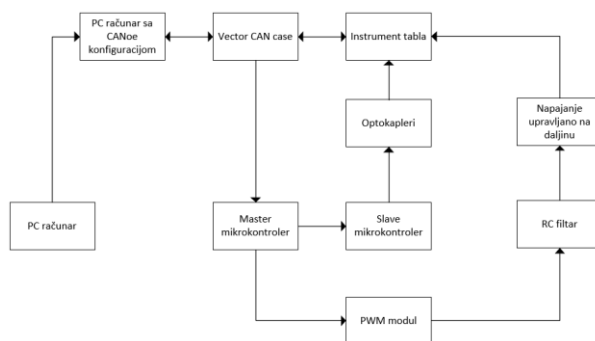 PC računar sa
CANoe
konfiguracijom
Vector CAN case
Instrument tabla
Optokapleri
Napajanje
upravljano na
daljinu
PC računar
Master
mikrokontroler
Slave
mikrokontroler
RC filtar
PWM modul